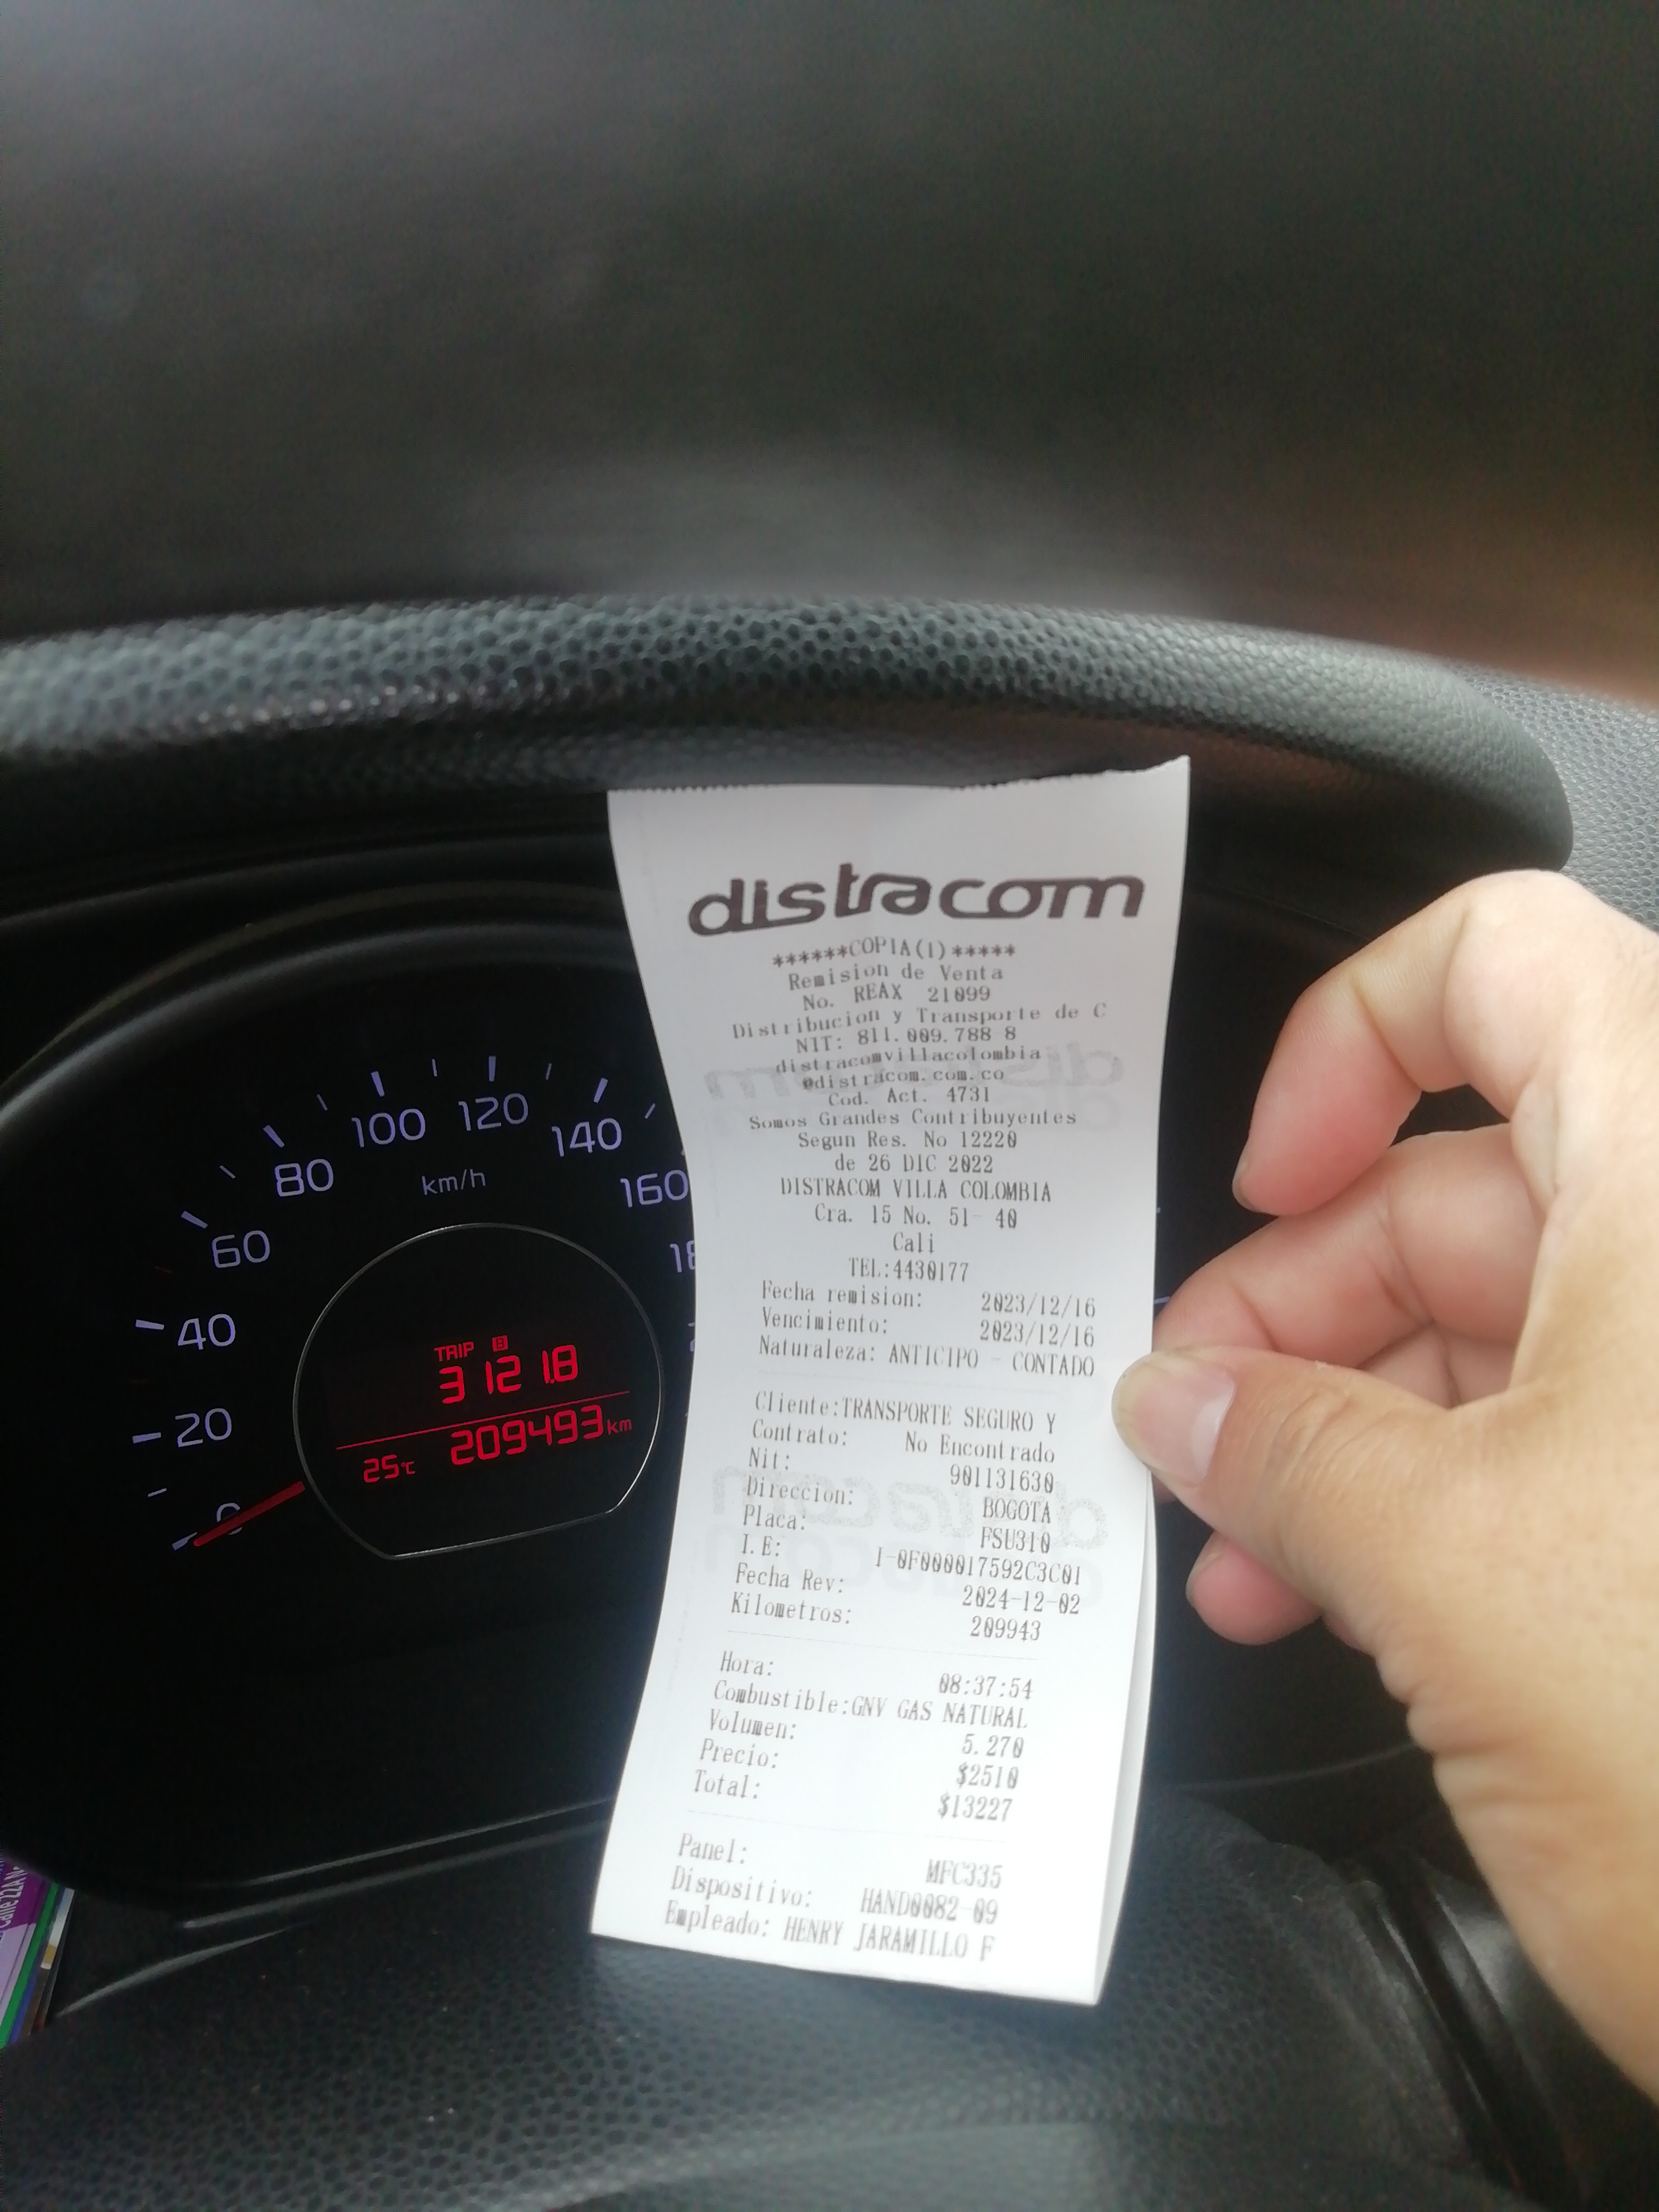 distracom
******COPIA(1)*****
Remision de Venta
No. REAX 21099
Distribucion y Transporte de C
NIT: 811.009.788 8
distracomvillacolombia
@distracom.com.co
Cod. Act. 4731
Somos Grandes Contribuyentes
Segun Res. No 12220
de 26 DIC 2022
DISTRACOM VILLA COLOMBIA
Cra. 15 No. 51- 40
Cali
TEL:4430177
Fecha remision: 2023/12/16
Vencimiento: 2023/12/16
Naturaleza: ANTICIPO - CONTADO
Cliente:TRANSPORTE SEGURO Y
Contrato: No Encontrado
Nit: 901131630
Direccion: BOGOTA
Placa: FSU310
I.E: 1-0F000017592C3C01
Fecha Rev: 2024-12-02
Kilometros: 209943
Hora: 08:37:54
Combustible:GNV GAS NATURAL
Volumen: 5.270
Precio: $2510
Total: $13227
Panel: MFC335
Dispositivo: HAND0082-09
Empleado: HENRY JARAMILLO F
0
20
40
60
80
100
120
140
160
km/h
TRIP B
3121.8
25℃ 209493km